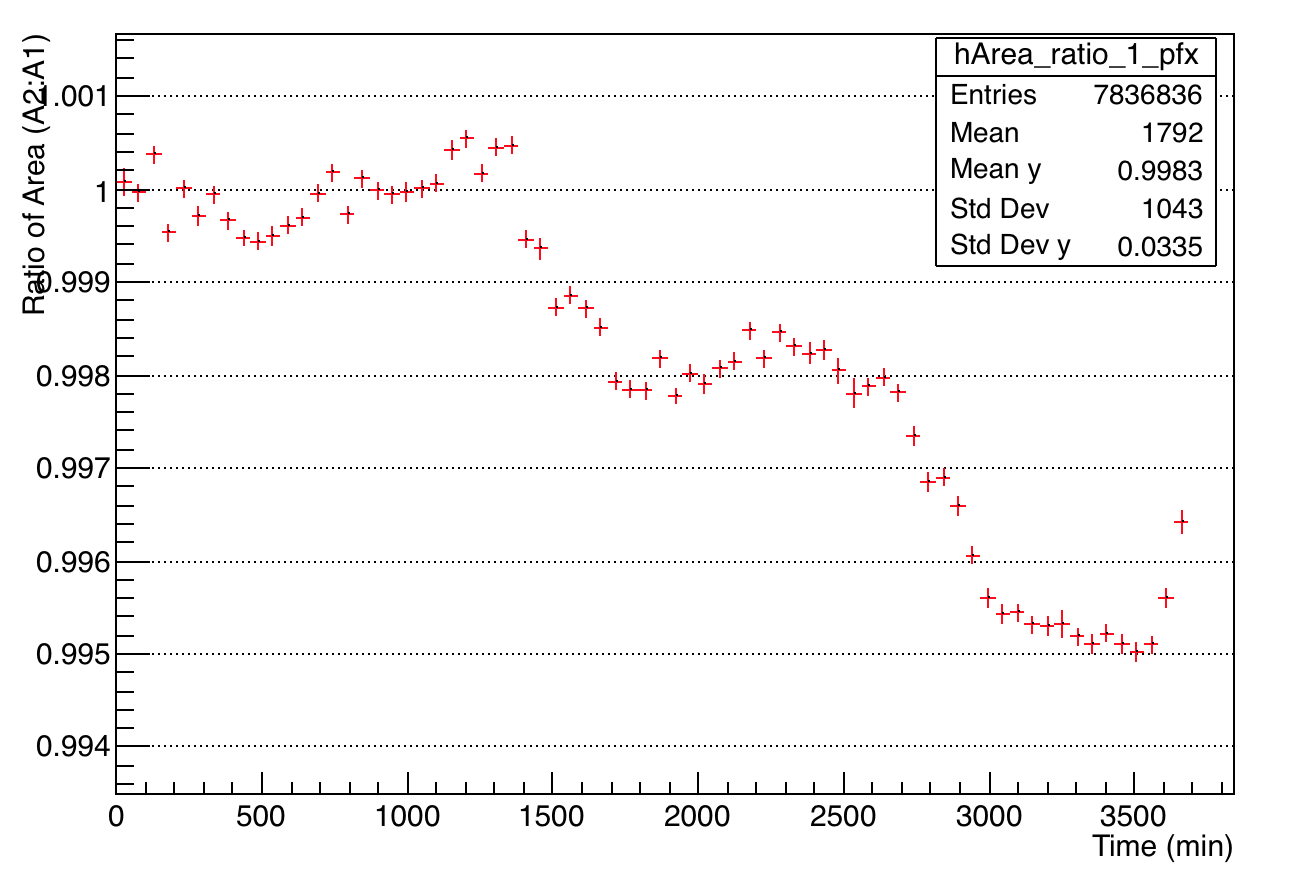 hArea_ratio_1_pfx
Entries 7836836
Mean 1792
Mean y 0.9983
Std Dev 1043
Std Dev y 0.0335
Ratio of Area (A2:A1)
1.001
1
0.999
0.998
0.997
0.996
0.995
0.994
0 500 1000 1500 2000 2500 3000 3500
Time (min)